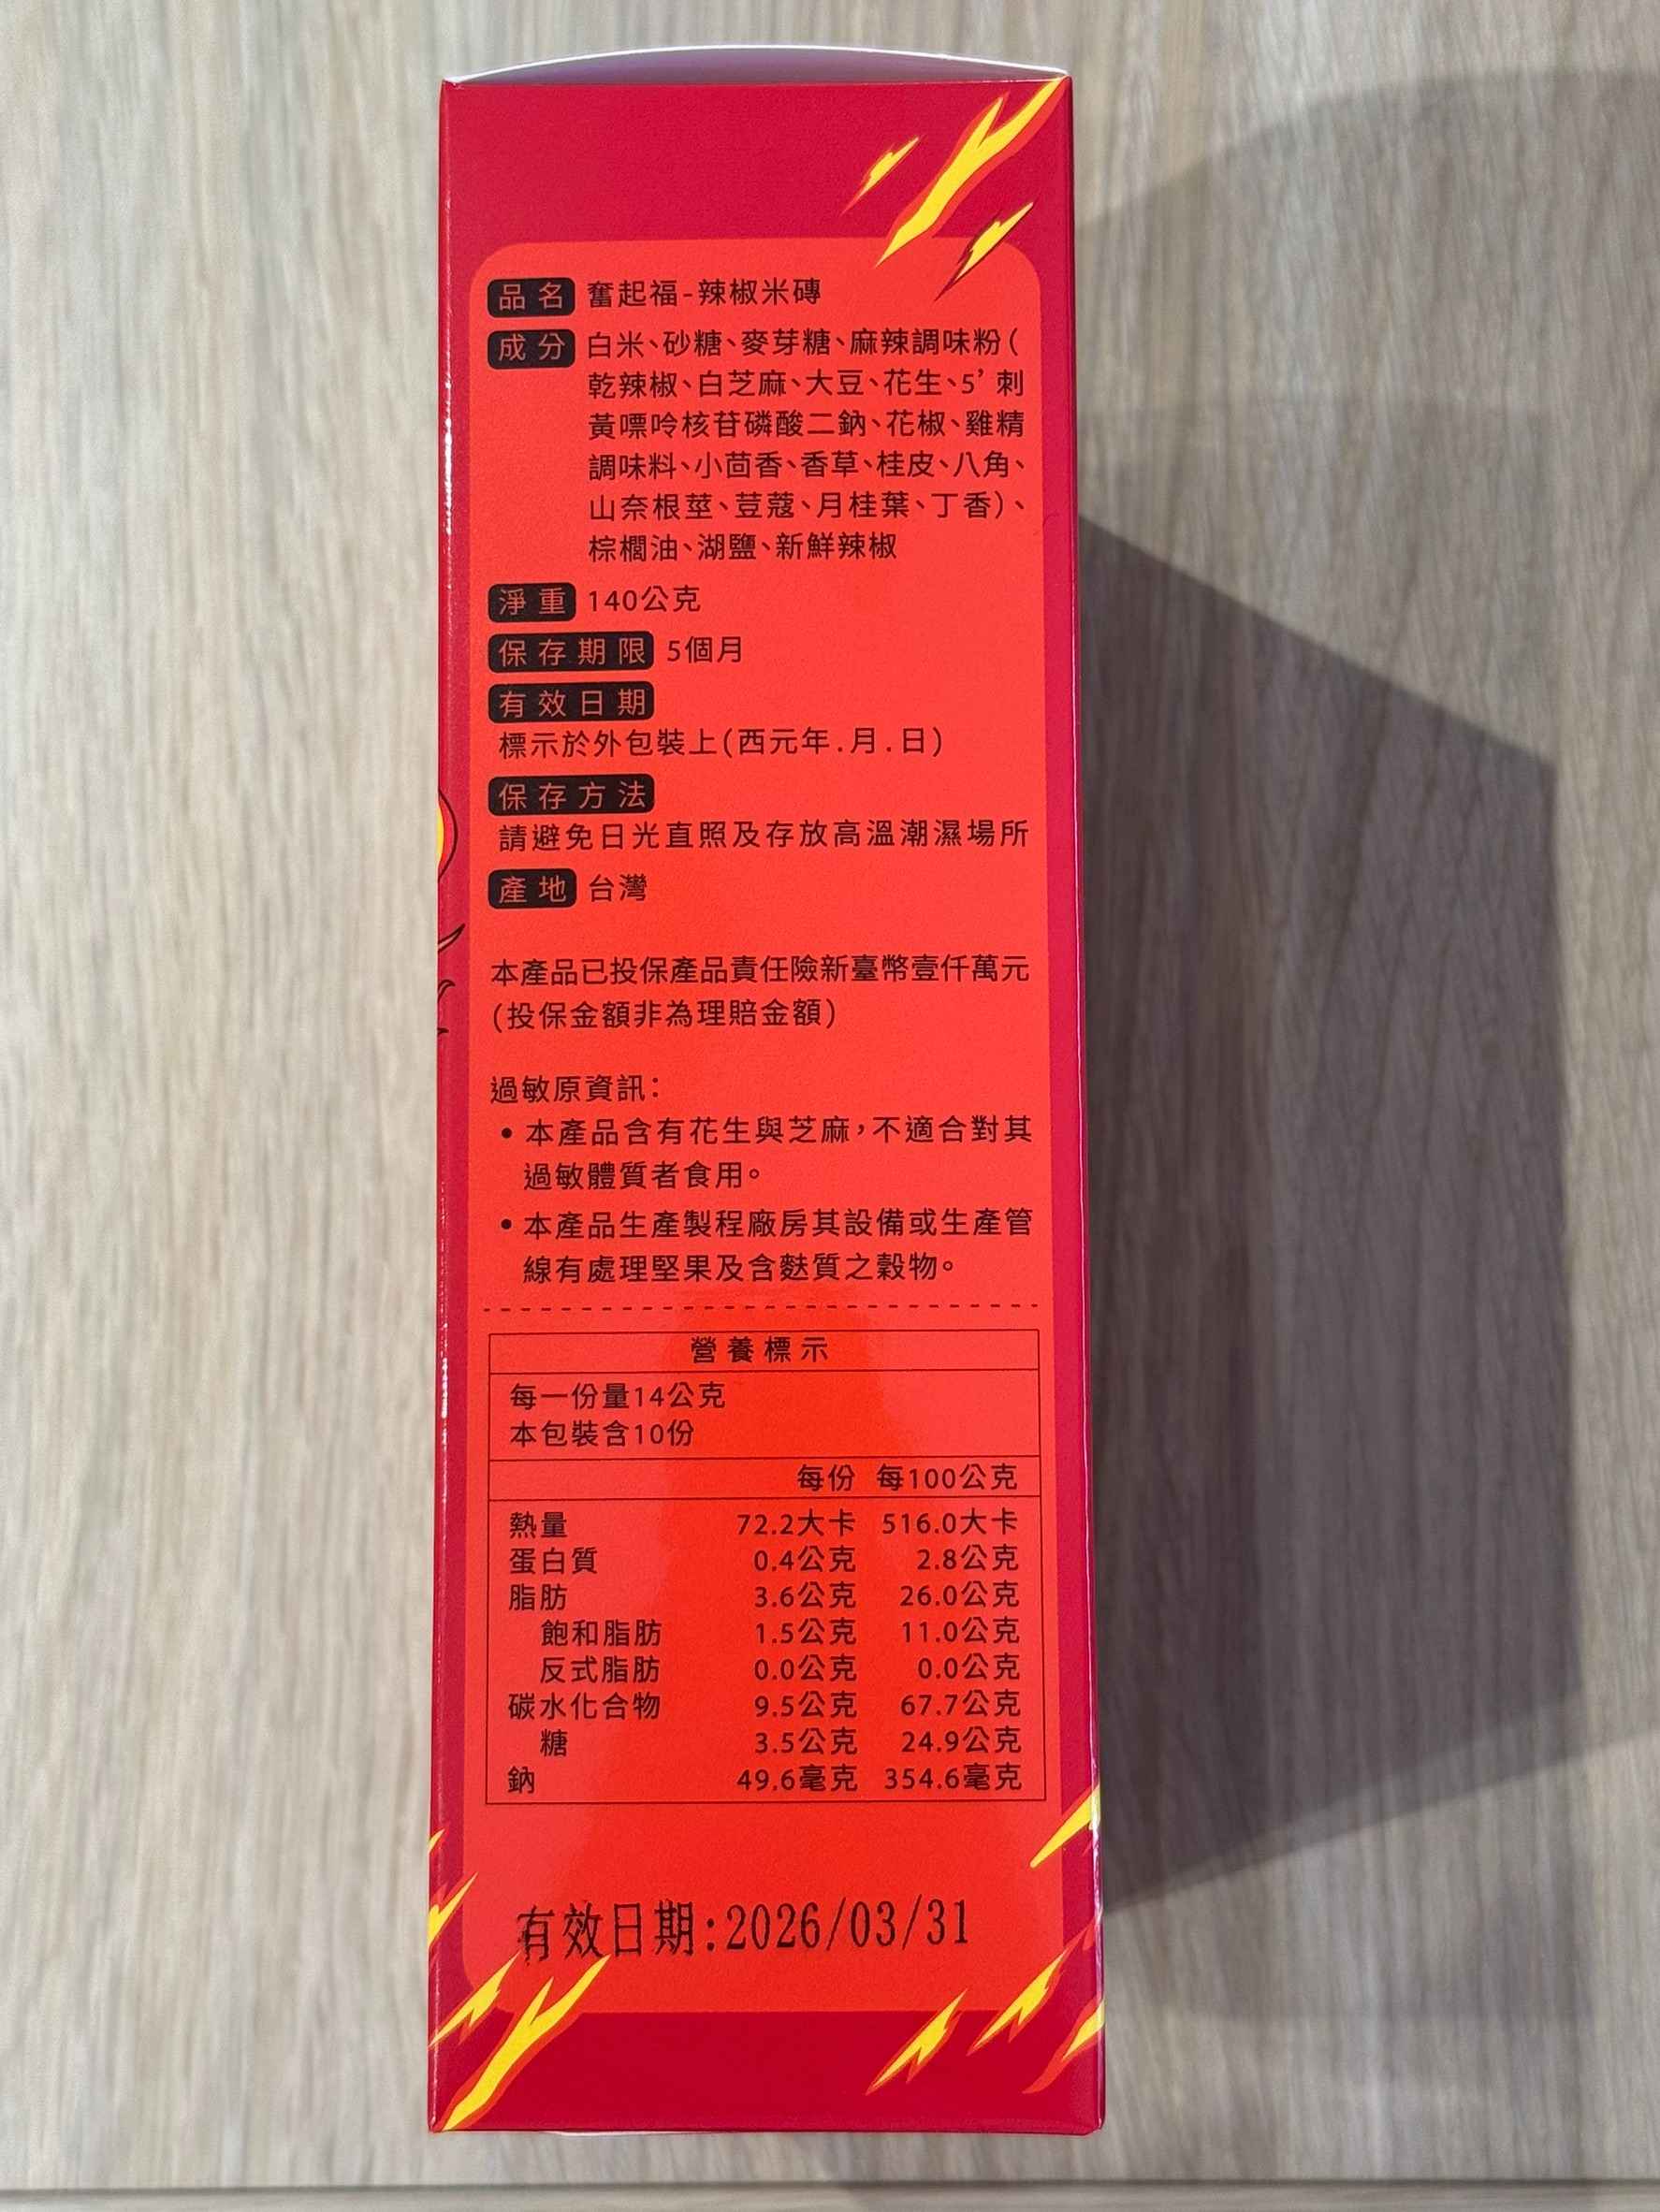 品名 奮起福-辣椒米磚
成分 白米、砂糖、麥芽糖、麻辣調味粉(
乾辣椒、白芝麻、大豆、花生、5’刺
黃嘌呤核苷磷酸二鈉、花椒、雞精
調味料、小茴香、香草、桂皮、八角、
山奈根莖、荳蔻、月桂葉、丁香)、
棕櫚油、湖鹽、新鮮辣椒
淨重 140公克
保存期限 5個月
有效日期
標示於外包裝上(西元年.月.日)
保存方法
請避免日光直照及存放高溫潮濕場所
產地 台灣
本產品已投保產品責任險新臺幣壹仟萬元
(投保金額非為理賠金額)
過敏原資訊：
• 本產品含有花生與芝麻，不適合對其
過敏體質者食用。
• 本產品生產製程廠房其設備或生產管
線有處理堅果及含麩質之穀物。
營養標示
每一份量14公克
本包裝含10份
每份 每100公克
熱量 72.2大卡 516.0大卡
蛋白質 0.4公克 2.8公克
脂肪 3.6公克 26.0公克
飽和脂肪 1.5公克 11.0公克
反式脂肪 0.0公克 0.0公克
碳水化合物 9.5公克 67.7公克
糖 3.5公克 24.9公克
鈉 49.6毫克 354.6毫克
有效日期:2026/03/31